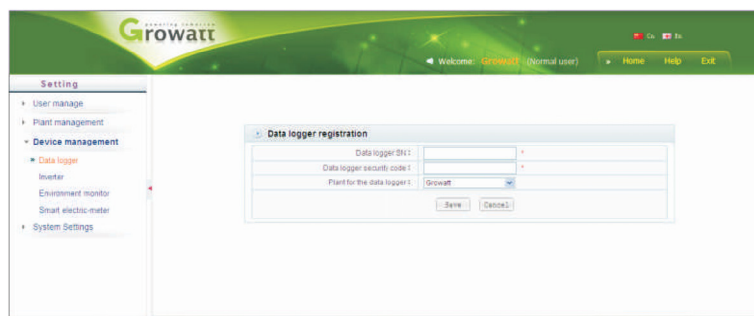 powering tomorrow
Growatt
Cn En
Welcome: Growatt (Normal user)
» Home Help Exit
Setting
User manage
Plant management
Device management
Data logger
Inverter
Environment monitor
Smart electric-meter
System Settings
Data logger registration
Data logger SN : *
Data logger security code : *
Plant for the data logger : Growatt
Save Cancel